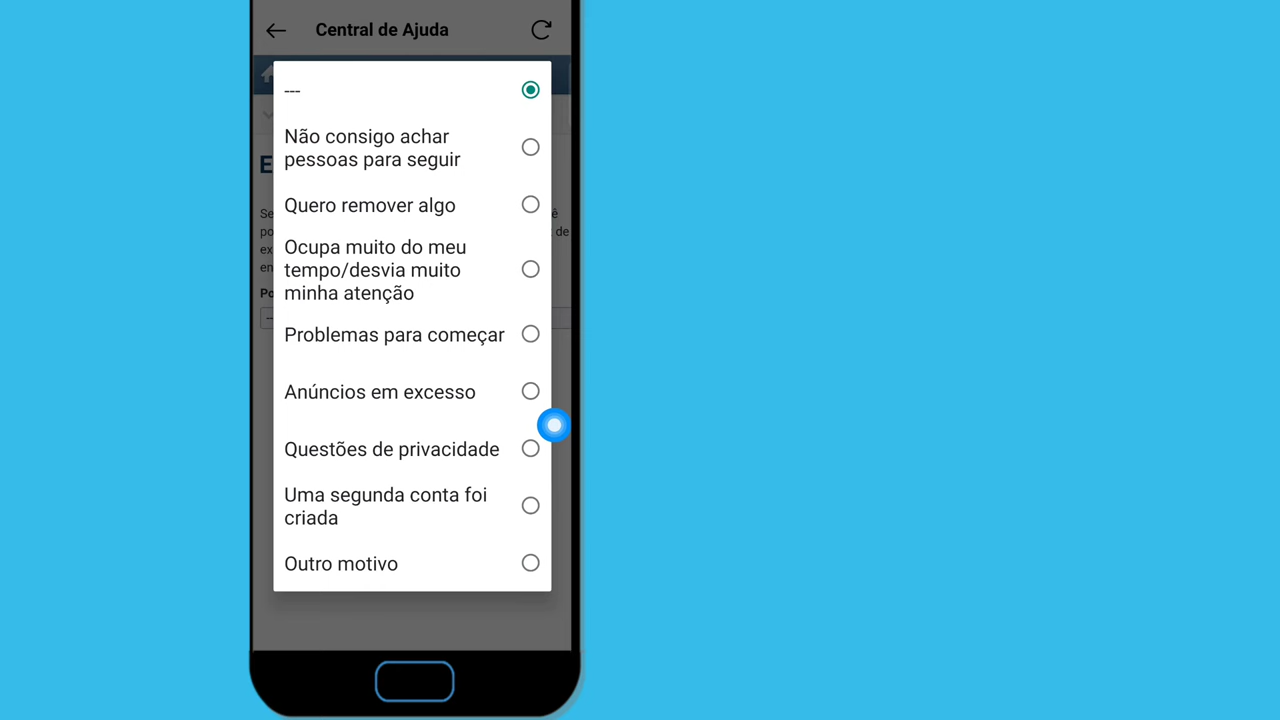 Central de Ajuda
---
Não consigo achar
pessoas para seguir
Quero remover algo
Ocupa muito do meu
tempo/desvia muito
minha atenção
Problemas para começar
Anúncios em excesso
Questões de privacidade
Uma segunda conta foi
criada
Outro motivo
de